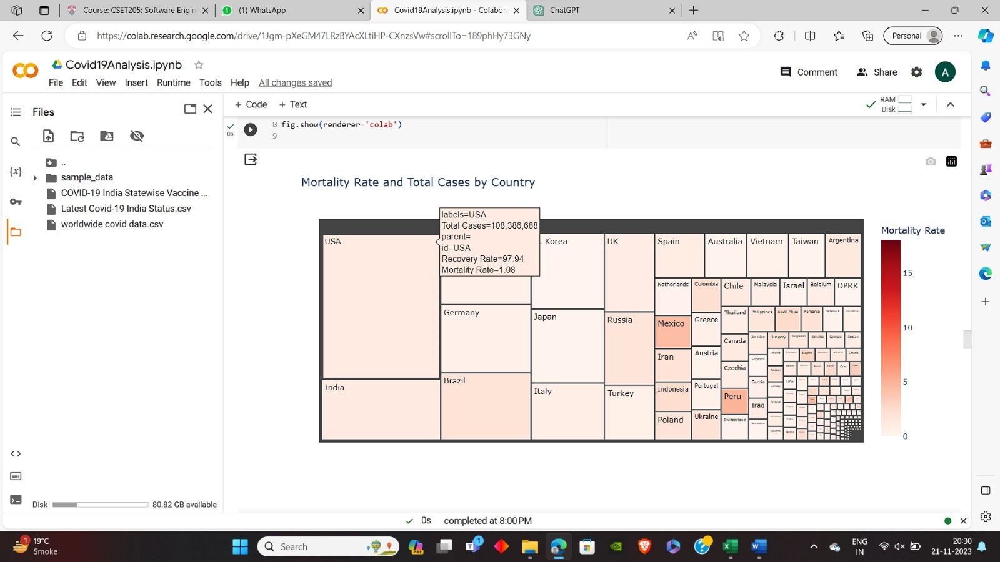 Course: CSET205: Software Engin
(1) WhatsApp
Covid19Analysis.ipynb - Colabora
ChatGPT
https://colab.research.google.com/drive/1Jgm-pXeGM47LRzBYAcXLtiHP-CXnzsVw#scrollTo=189phHy73GNy
Personal
Covid19Analysis.ipynb
File Edit View Insert Runtime Tools Help All changes saved
Comment
Share
A
Files
+ Code + Text
RAM
Disk
{x}
..
sample_data
COVID-19 India Statewise Vaccine ...
Latest Covid-19 India Status.csv
worldwide covid data.csv
Disk
80.82 GB available
0s
8 fig.show(renderer='colab')
9
Mortality Rate and Total Cases by Country
labels=USA
Total Cases=108,386,688
parent=
id=USA
Recovery Rate=97.94
Mortality Rate=1.08
USA
India
Germany
Brazil
. Korea
Japan
Italy
UK
Russia
Turkey
Spain
Australia
Vietnam
Taiwan
Argentina
Netherlands
Colombia
Chile
Malaysia
Israel
Belgium
DPRK
Mexico
Iran
Indonesia
Poland
Greece
Austria
Portugal
Ukraine
Thailand
Canada
Czechia
Peru
Switzerland
Philippines
South Africa
Romania
Denmark
Hong Kong
Sweden
Singapore
Serbia
Iraq
Hungary
Bangladesh
Slovakia
Georgia
Jordan
Ireland
Bulgaria
Croatia
Pakistan
Norway
Slovenia
UAE
Nepal
Tunisia
Cuba
Mortality Rate
15
10
5
0
0s completed at 8:00 PM
1
19°C
Smoke
Search
PRE
1
ENG
IN
20:30
21-11-2023